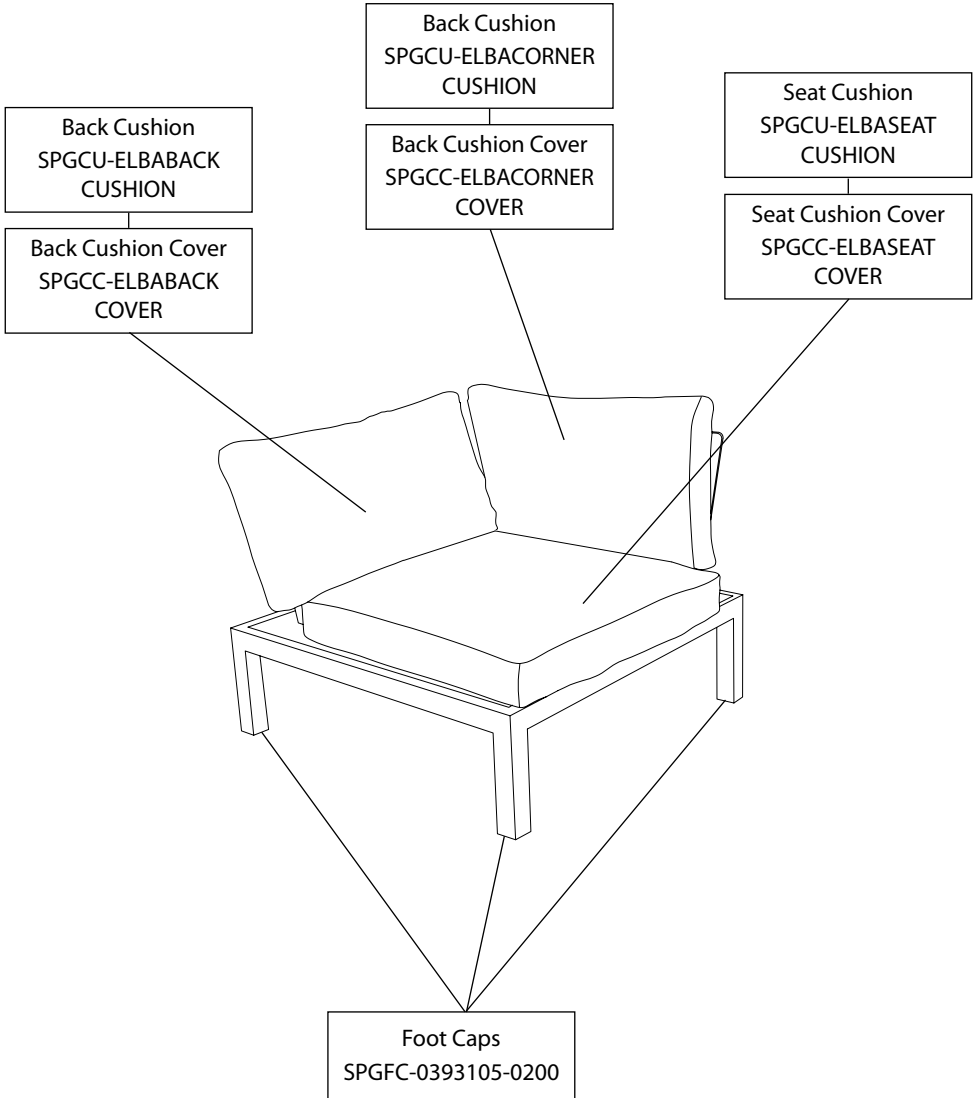 Back Cushion
SPGCU-ELBACORNER
CUSHION
Back Cushion Cover
SPGCC-ELBACORNER
COVER
Back Cushion
SPGCU-ELBABACK
CUSHION
Back Cushion Cover
SPGCC-ELBABACK
COVER
Seat Cushion
SPGCU-ELBASEAT
CUSHION
Seat Cushion Cover
SPGCC-ELBASEAT
COVER
Foot Caps
SPGFC-0393105-0200